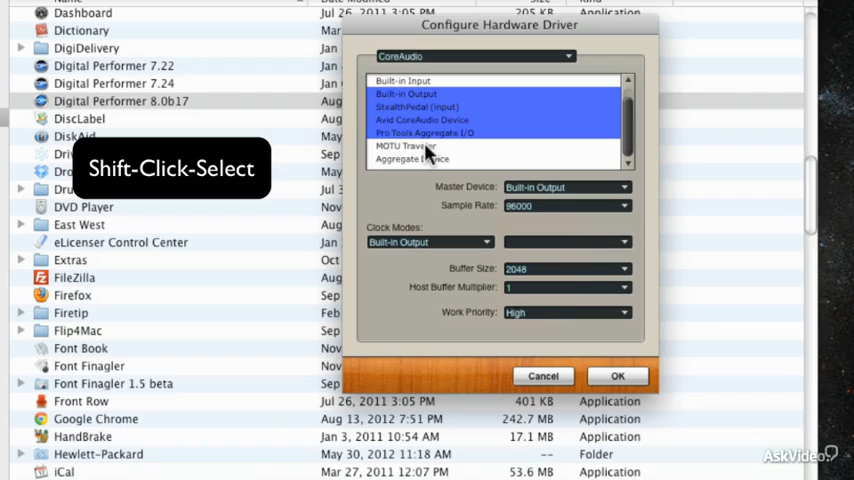 Dashboard Jul 26, 2011 3:05 PM 205 KB Application
Dictionary
DigiDelivery
Digital Performer 7.22
Digital Performer 7.24
Digital Performer 8.0b17
DiscLabel
DiskAid
DVD Player
East West
eLicenser Control Center
Extras Oct
FileZilla
Firefox Sep
Firetip
Flip4Mac
Font Book
Font Finagler
Font Finagler 1.5 beta
Front Row Jul 26, 2011 3:05 PM 401 KB Application
Google Chrome Aug 13, 2012 7:51 PM 242.7 MB Application
HandBrake Jan 3, 2011 10:54 AM 17.1 MB Application
Hewlett-Packard May 30, 2012 11:18 AM -- Folder
iCal Mar 27, 2011 12:07 PM 53.6 MB Application
Shift-Click-Select
Configure Hardware Driver
CoreAudio
Built-in Input
Built-in Output
StealthPedal (input)
Avid CoreAudio Device
Pro Tools Aggregate I/O
MOTU Traveler
Aggregate Device
Master Device: Built-in Output
Sample Rate: 96000
Clock Modes:
Built-in Output
Buffer Size: 2048
Host Buffer Multiplier: 1
Work Priority: High
Cancel OK
AskVideo